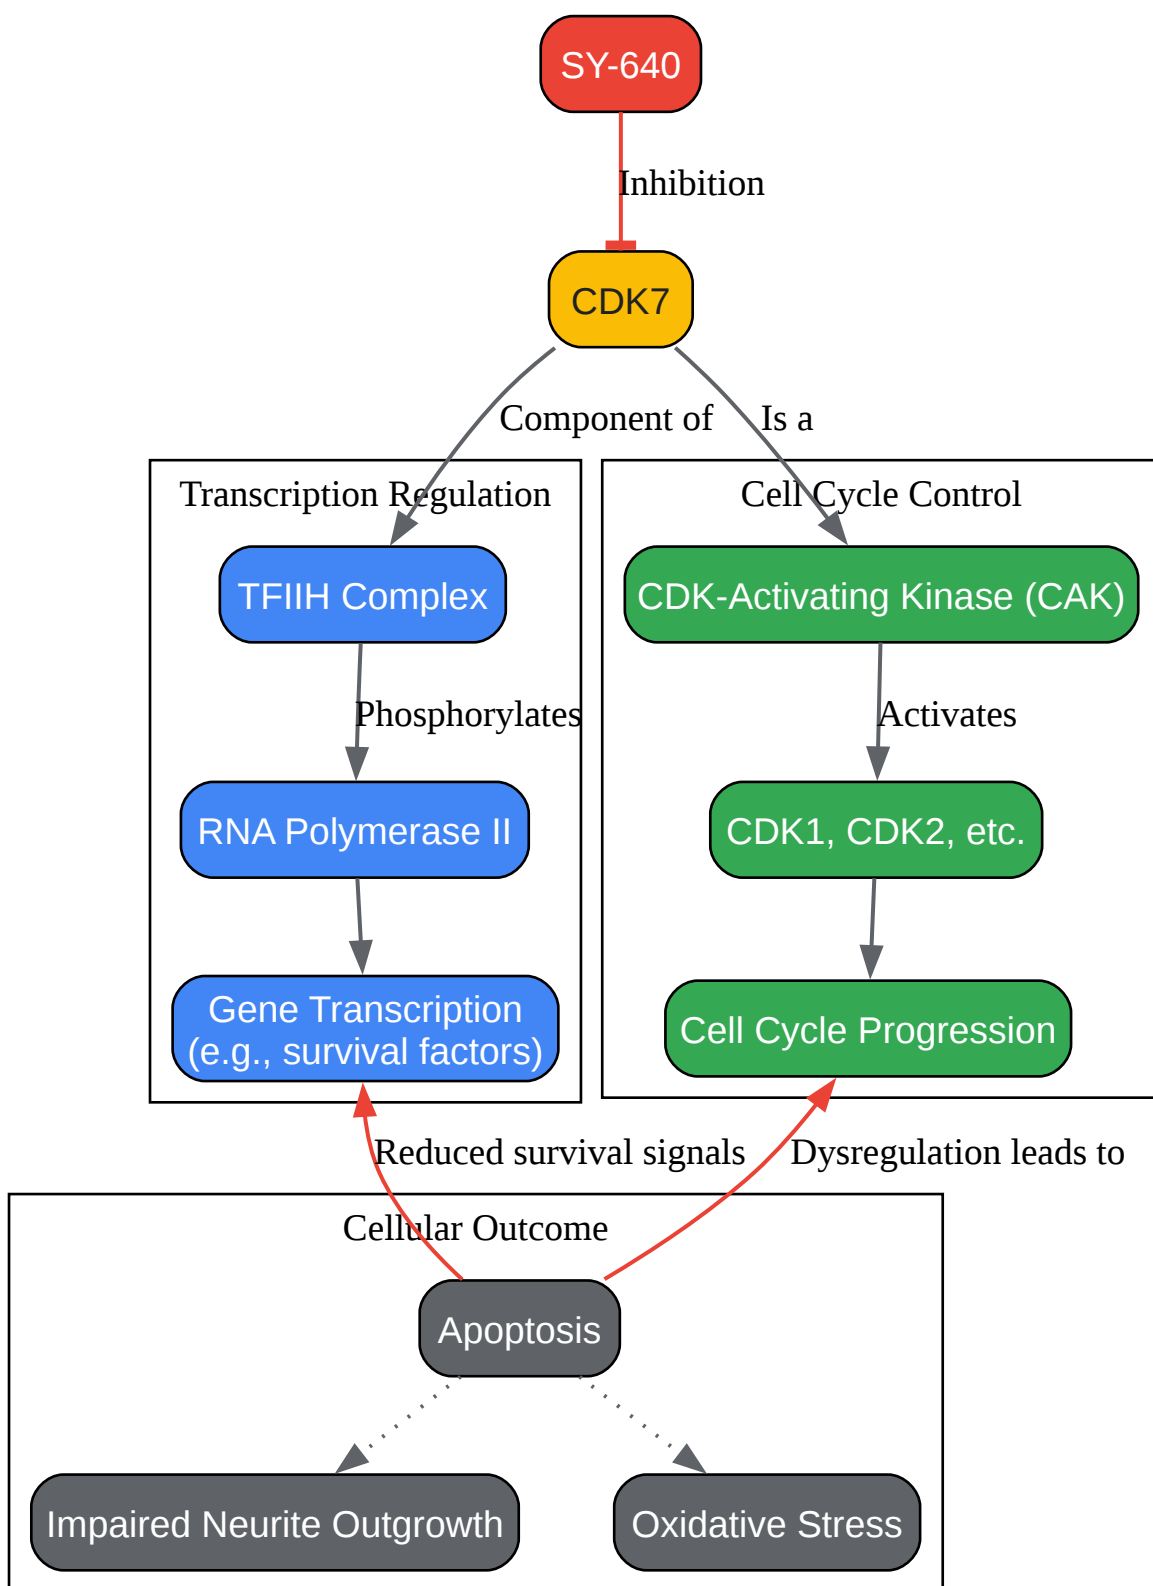 SY-640
Inhibition
CDK7
Component of
Is a
Transcription Regulation
Cell Cycle Control
TFIIH Complex
CDK-Activating Kinase (CAK)
Phosphorylates
Activates
RNA Polymerase II
CDK1, CDK2, etc.
Gene Transcription
(e.g., survival factors)
Cell Cycle Progression
Reduced survival signals
Dysregulation leads to
Cellular Outcome
Apoptosis
Impaired Neurite Outgrowth
Oxidative Stress